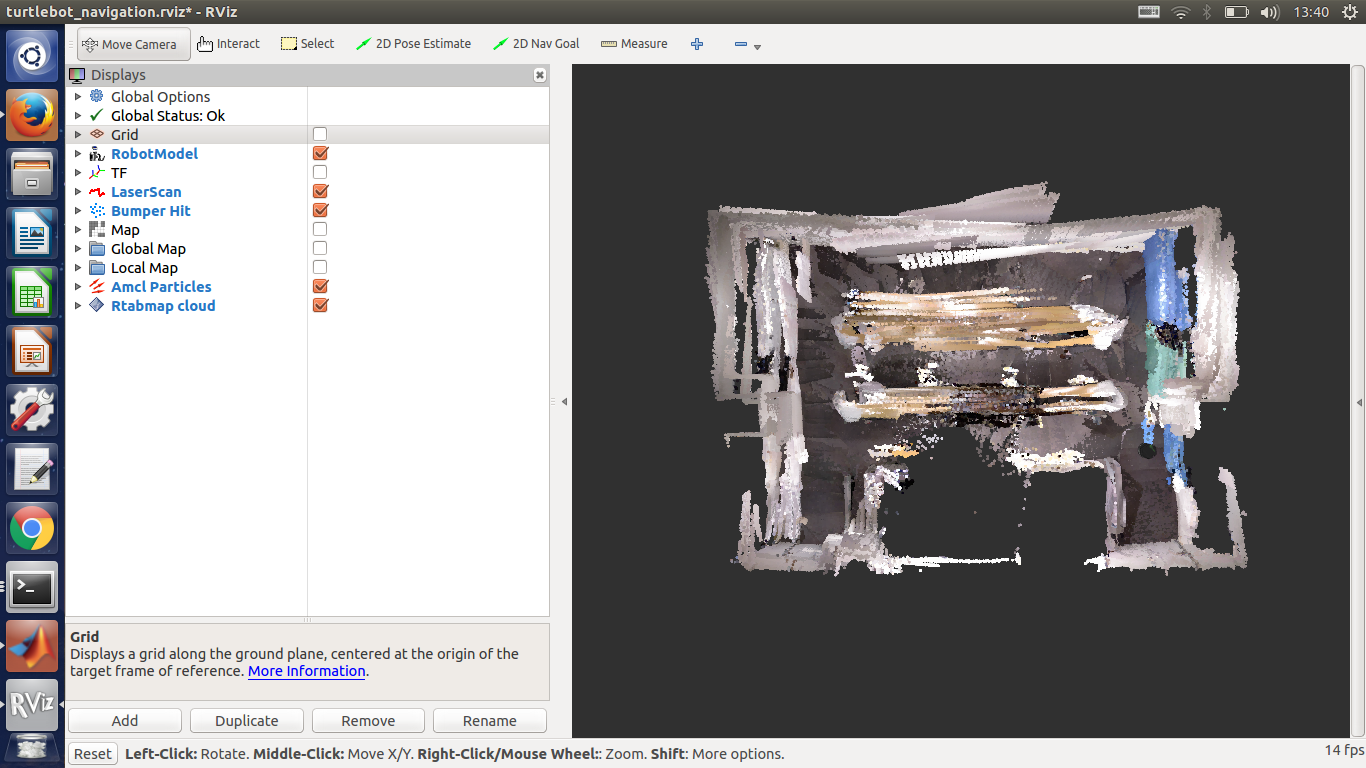 turtlebot_navigation.rviz* - RViz
13:40
Move Camera
Interact
Select
2D Pose Estimate
2D Nav Goal
Measure
Displays
Global Options
Global Status: Ok
Grid
RobotModel
TF
LaserScan
Bumper Hit
Map
Global Map
Local Map
Amcl Particles
Rtabmap cloud
Grid
Displays a grid along the ground plane, centered at the origin of the
target frame of reference. More Information.
Add
Duplicate
Remove
Rename
RViz
Reset
Left-Click: Rotate. Middle-Click: Move X/Y. Right-Click/Mouse Wheel:: Zoom. Shift: More options.
14 fps